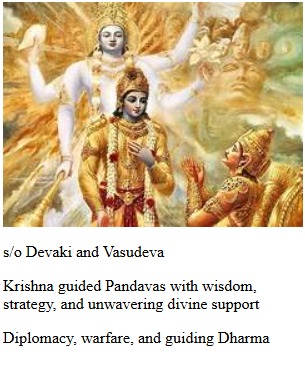 s/o Devaki and Vasudeva
Krishna guided Pandavas with wisdom,
strategy, and unwavering divine support
Diplomacy, warfare, and guiding Dharma